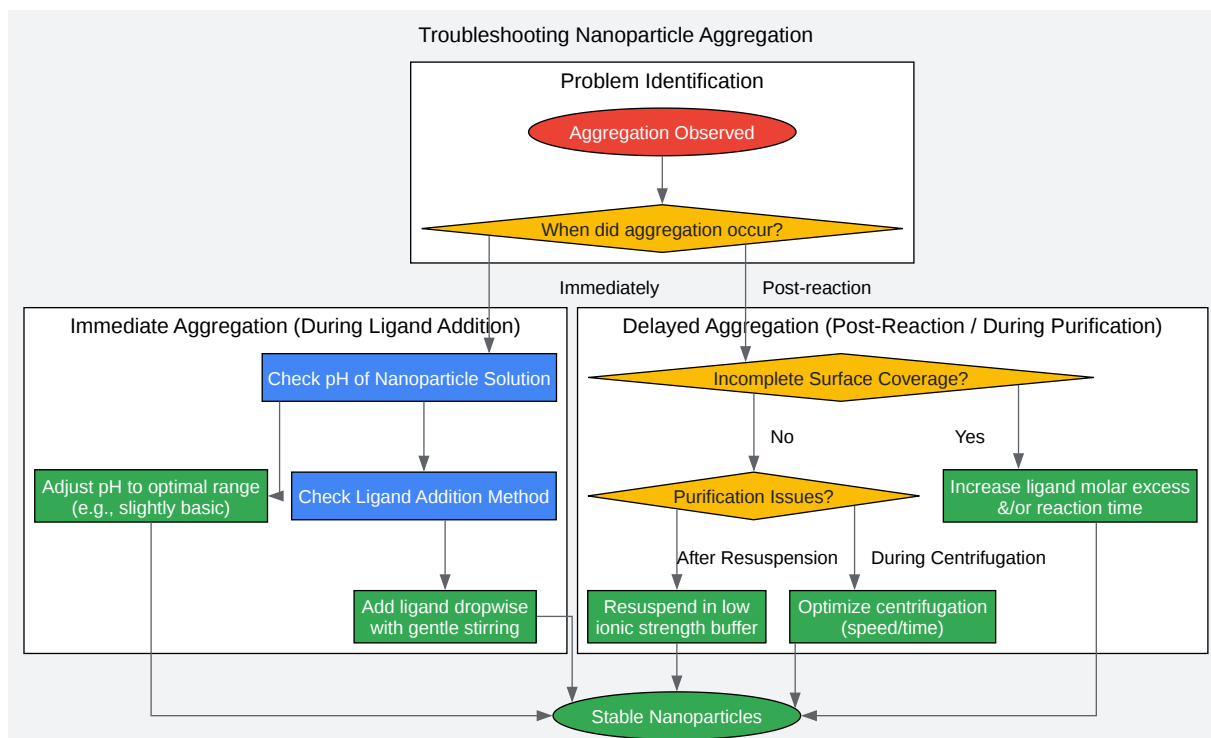 Troubleshooting Nanoparticle Aggregation
Problem Identification
Aggregation Observed
When did aggregation occur?
Immediately
Post-reaction
Immediate Aggregation (During Ligand Addition)
Check pH of Nanoparticle Solution
Adjust pH to optimal range
(e.g., slightly basic)
Check Ligand Addition Method
Add ligand dropwise
with gentle stirring
Delayed Aggregation (Post-Reaction / During Purification)
Incomplete Surface Coverage?
No
Yes
Purification Issues?
Increase ligand molar excess
&/or reaction time
After Resuspension
During Centrifugation
Resuspend in low
ionic strength buffer
Optimize centrifugation
(speed/time)
Stable Nanoparticles